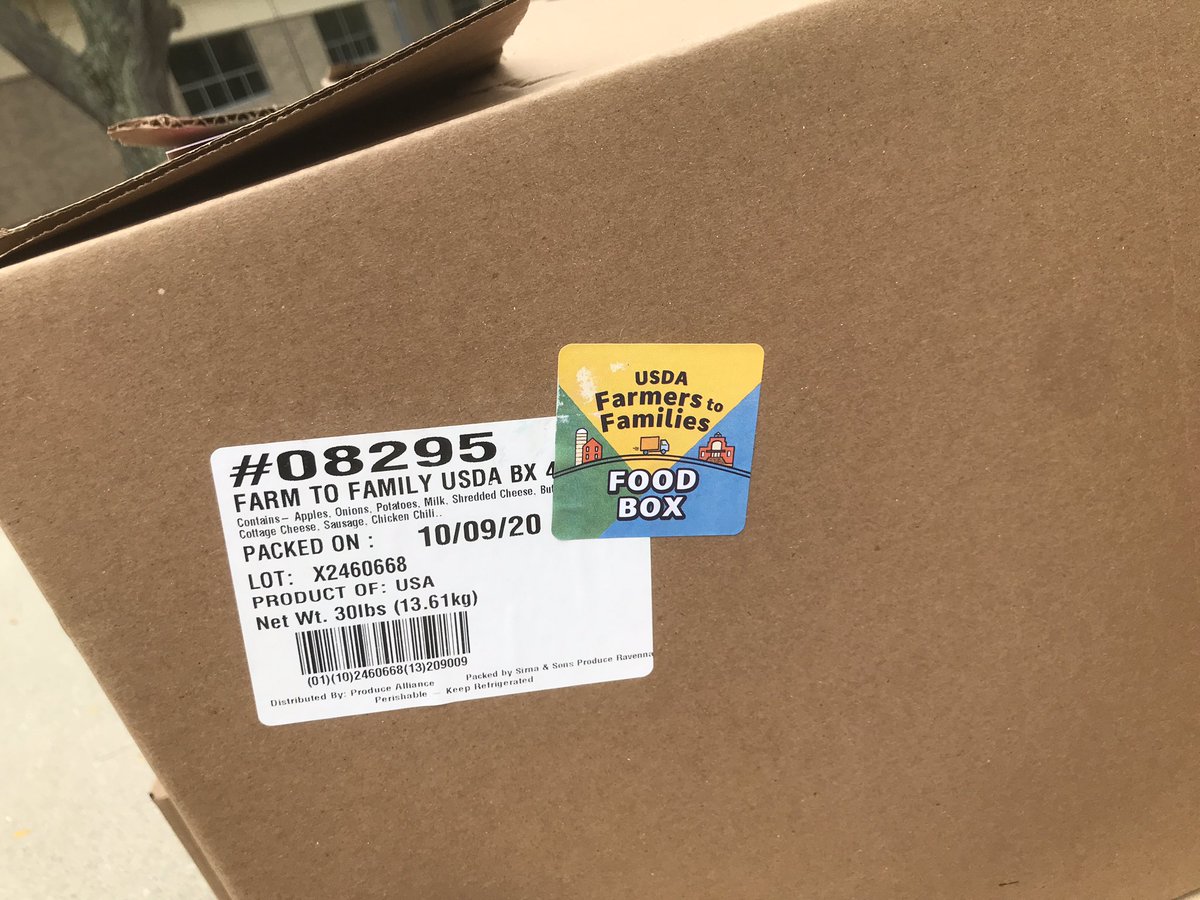 #08295
FARM TO FAMILY USDA BX 4
Contains- Apples, Onions, Potatoes, Milk, Shredded Cheese,
Cottage Cheese, Sausage, Chicken Chili..
PACKED ON : 10/09/20
LOT: X2460668
PRODUCT OF: USA
Net Wt. 30lbs (13.61kg)
(01)(10)2460668(13)209009
Distributed By: Produce Alliance Packed by Sirna & Sons Produce Ravenna
Perishable - Keep Refrigerated
USDA
Farmers to
Families
FOOD
BOX